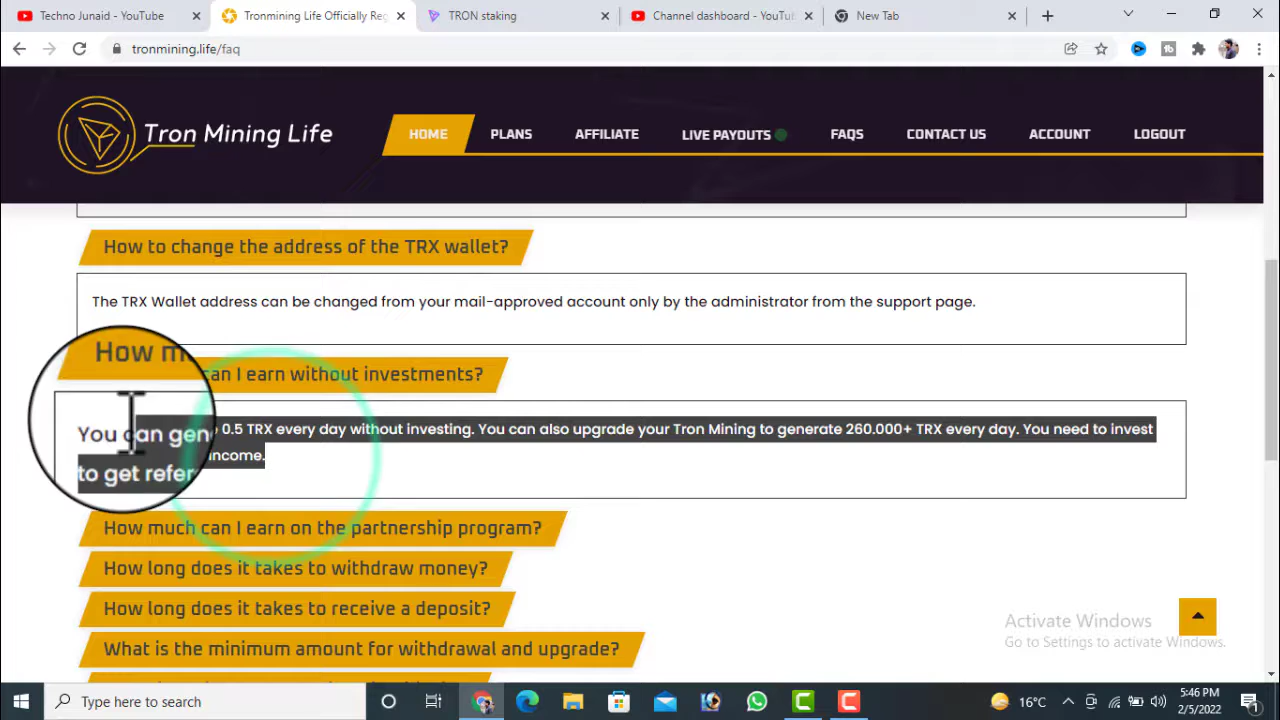 Techno Junaid - YouTube
Tronmining Life Officially Reg
TRON staking
Channel dashboard - YouTu
New Tab
tronmining.life/faq
Tron Mining Life
HOME
PLANS
AFFILIATE
LIVE PAYOUTS
FAQS
CONTACT US
ACCOUNT
LOGOUT
How to change the address of the TRX wallet?
The TRX Wallet address can be changed from your mail-approved account only by the administrator from the support page.
How m can I earn without investments?
You can gene 0.5 TRX every day without investing. You can also upgrade your Tron Mining to generate 260.000+ TRX every day. You need to invest
to get refer income.
How much can I earn on the partnership program?
How long does it takes to withdraw money?
How long does it takes to receive a deposit?
What is the minimum amount for withdrawal and upgrade?
Activate Windows
Go to Settings to activate Windows.
Type here to search
16°C
5:46 PM
2/5/2022
1